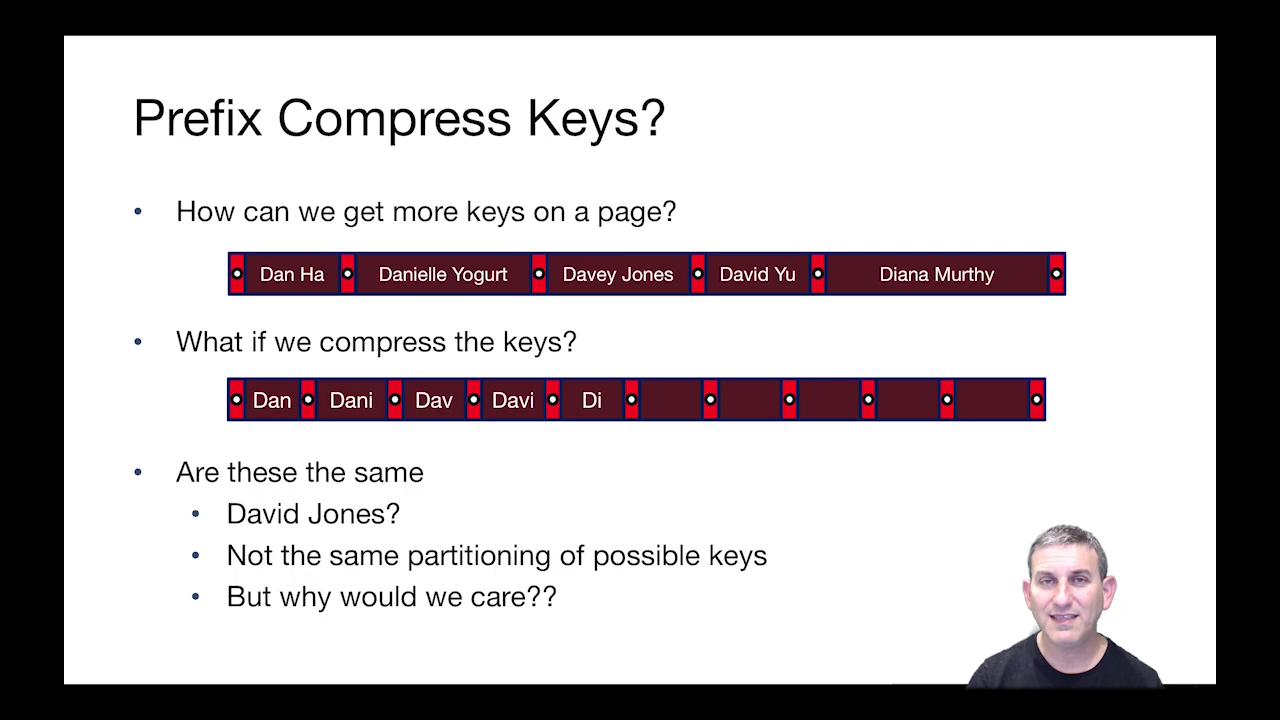 Prefix Compress Keys?
• How can we get more keys on a page?
Dan Ha Danielle Yogurt Davey Jones David Yu Diana Murthy
• What if we compress the keys?
Dan Dani Dav Davi Di
• Are these the same
• David Jones?
• Not the same partitioning of possible keys
• But why would we care??